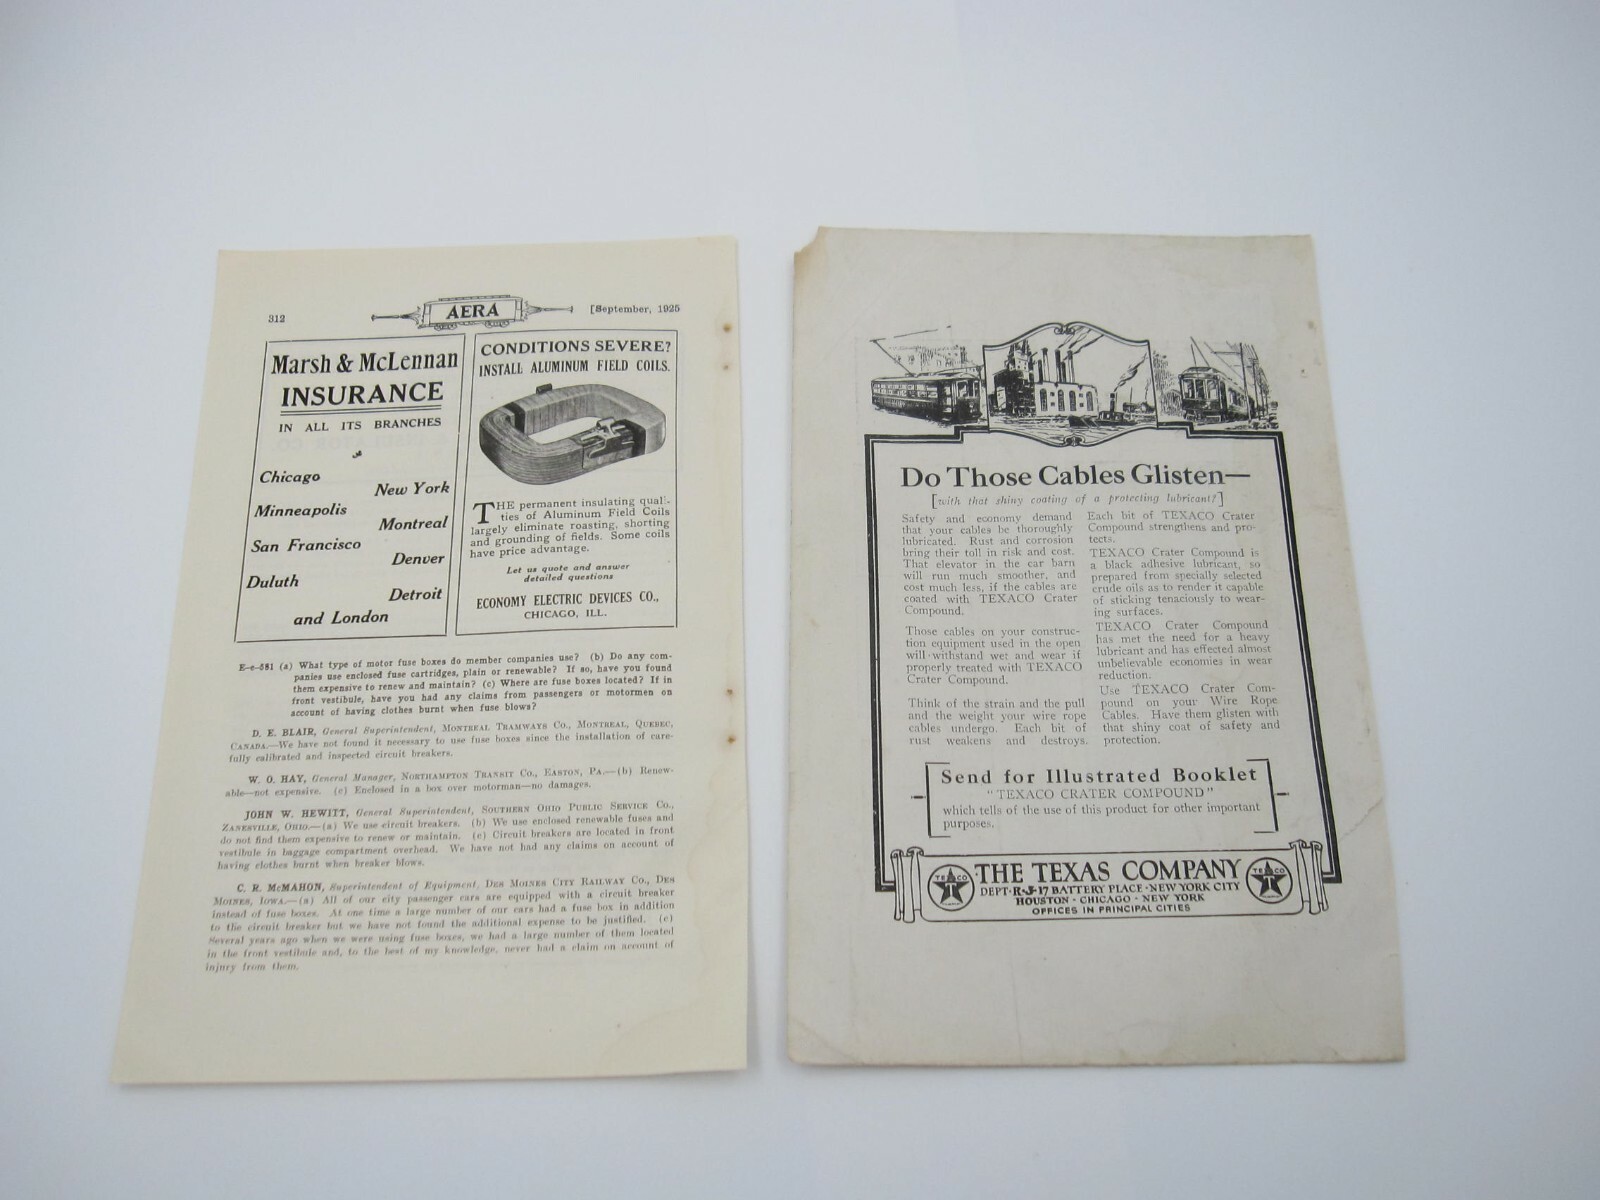 312
AERA
[September, 1925
Marsh & McLennan
INSURANCE
IN ALL ITS BRANCHES
Chicago
New York
Minneapolis
Montreal
San Francisco
Denver
Duluth
Detroit
and London
CONDITIONS SEVERE?
INSTALL ALUMINUM FIELD COILS.
THE permanent insulating quali-
ties of Aluminum Field Coils
largely eliminate roasting, shorting
and grounding of fields. Some coils
have price advantage.
Let us quote and answer
detailed questions
ECONOMY ELECTRIC DEVICES CO.,
CHICAGO, ILL.
E-e-581 (a) What type of motor fuse boxes do member companies use? (b) Do any com-
panies use enclosed fuse cartridges, plain or renewable? If so, have you found
them expensive to renew and maintain? (c) Where are fuse boxes located? If in
front vestibule, have you had any claims from passengers or motormen on
account of having clothes burnt when fuse blows?
D. E. BLAIR, General Superintendent, MONTREAL TRAMWAYS CO., MONTREAL, QUEBEC,
CANADA.—We have not found it necessary to use fuse boxes since the installation of care-
fully calibrated and inspected circuit breakers.
W. O. HAY, General Manager, NORTHAMPTON TRANSIT CO., EASTON, PA.—(b) Renew-
able—not expensive. (c) Enclosed in a box over motorman—no damages.
JOHN W. HEWITT, General Superintendent, SOUTHERN OHIO PUBLIC SERVICE CO.,
ZANESVILLE, OHIO.—(a) We use circuit breakers. (b) We use enclosed renewable fuses and
do not find them expensive to renew or maintain. (c) Circuit breakers are located in front
vestibule in baggage compartment overhead. We have not had any claims on account of
having clothes burnt when breaker blows.
C. R. McMAHON, Superintendent of Equipment, DES MOINES CITY RAILWAY CO., DES
MOINES, IOWA.—(a) All of our city passenger cars are equipped with a circuit breaker
instead of fuse boxes. At one time a large number of our cars had a fuse box in addition
to the circuit breaker but we have not found the additional expense to be justified. (c)
Several years ago when we were using fuse boxes, we had a large number of them located
in the front vestibule and, to the best of my knowledge, never had a claim on account of
injury from them.
Do Those Cables Glisten—
[with that shiny coating of a protecting lubricant?]
Safety and economy demand
that your cables be thoroughly
lubricated. Rust and corrosion
bring their toll in risk and cost.
That elevator in the car barn
will run much smoother, and
cost much less, if the cables are
coated with TEXACO Crater
Compound.
Those cables on your construc-
tion equipment used in the open
will withstand wet and wear if
properly treated with TEXACO
Crater Compound.
Think of the strain and the pull
and the weight your wire rope
cables undergo. Each bit of
rust weakens and destroys.
Each bit of TEXACO Crater
Compound strengthens and pro-
tects.
TEXACO Crater Compound is
a black adhesive lubricant, so
prepared from specially selected
crude oils as to render it capable
of sticking tenaciously to wear-
ing surfaces.
TEXACO Crater Compound
has met the need for a heavy
lubricant and has effected almost
unbelievable economies in wear
reduction.
Use TEXACO Crater Com-
pound on your Wire Rope
Cables. Have them glisten with
that shiny coat of safety and
protection.
Send for Illustrated Booklet
"TEXACO CRATER COMPOUND"
which tells of the use of this product for other important
purposes.
TEXACO
T
THE TEXAS COMPANY
DEPT·R·J·17 BATTERY PLACE·NEW YORK CITY
HOUSTON · CHICAGO · NEW YORK
OFFICES IN PRINCIPAL CITIES
TEXACO
T